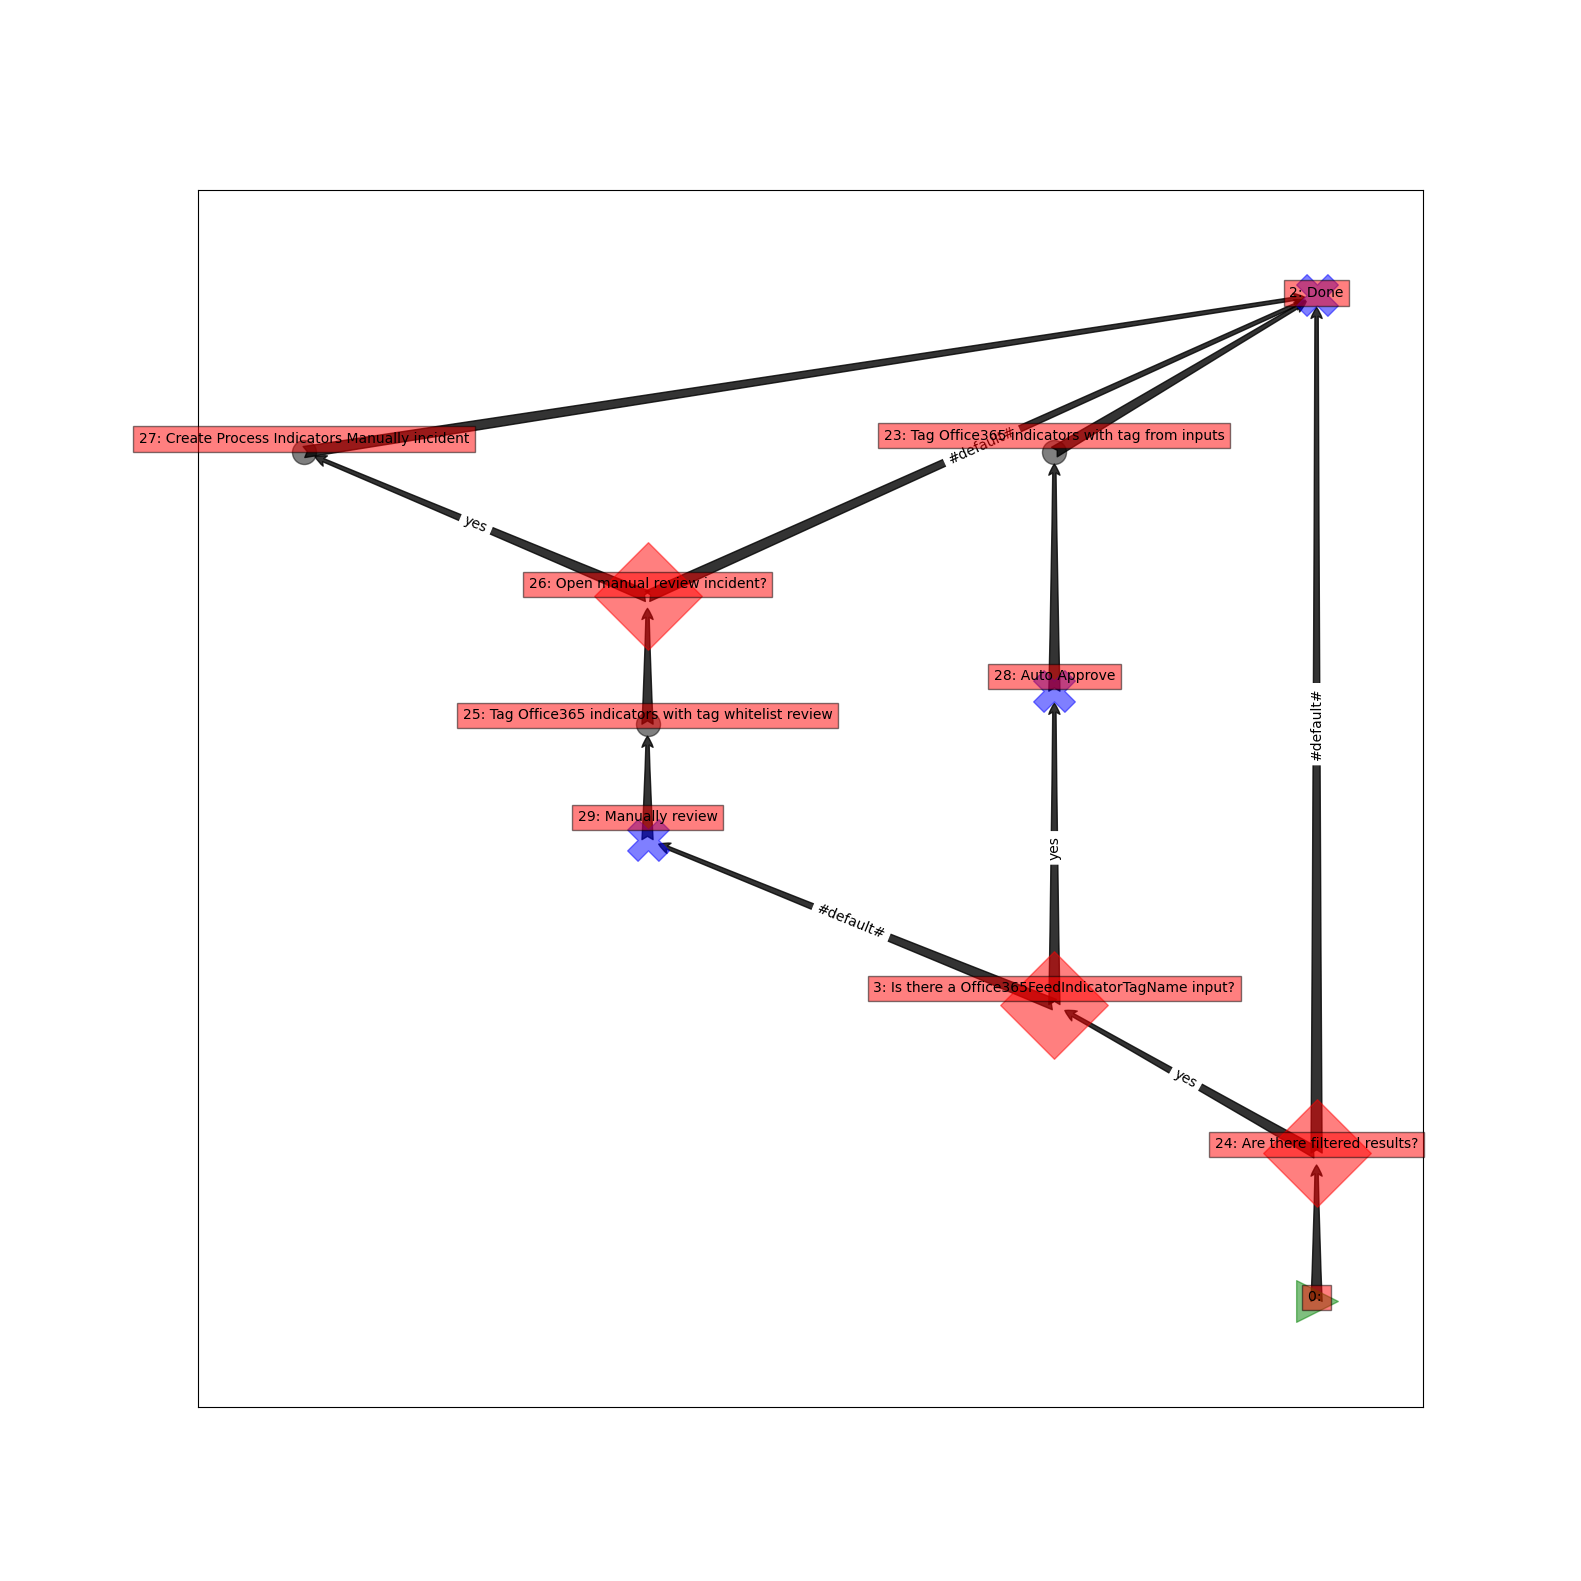 2: Done
27: Create Process Indicators Manually incident
23: Tag Office365 indicators with tag from inputs
#default#
yes
26: Open manual review incident?
28: Auto Approve
25: Tag Office365 indicators with tag whitelist review
#default#
29: Manually review
yes
#default#
3: Is there a Office365FeedIndicatorTagName input?
yes
24: Are there filtered results?
0: